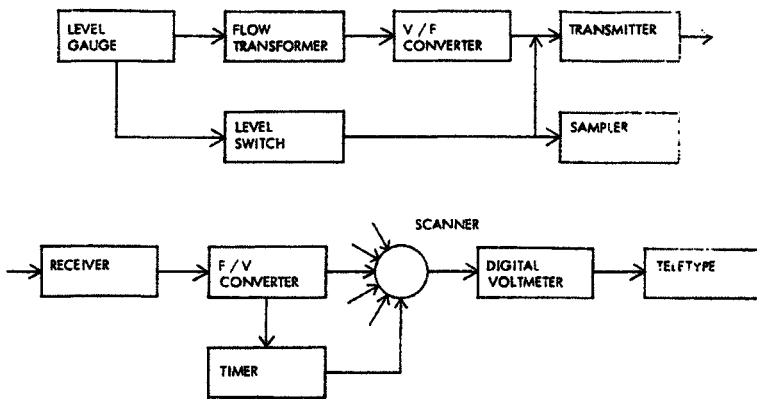 LEVEL
GAUGE
FLOW
TRANSFORMER
V / F
CONVERTER
TRANSMITTER
LEVEL
SWITCH
SAMPLER
SCANNER
RECEIVER
F / V
CONVERTER
DIGITAL
VOLTMETER
TELETYPE
TIMER